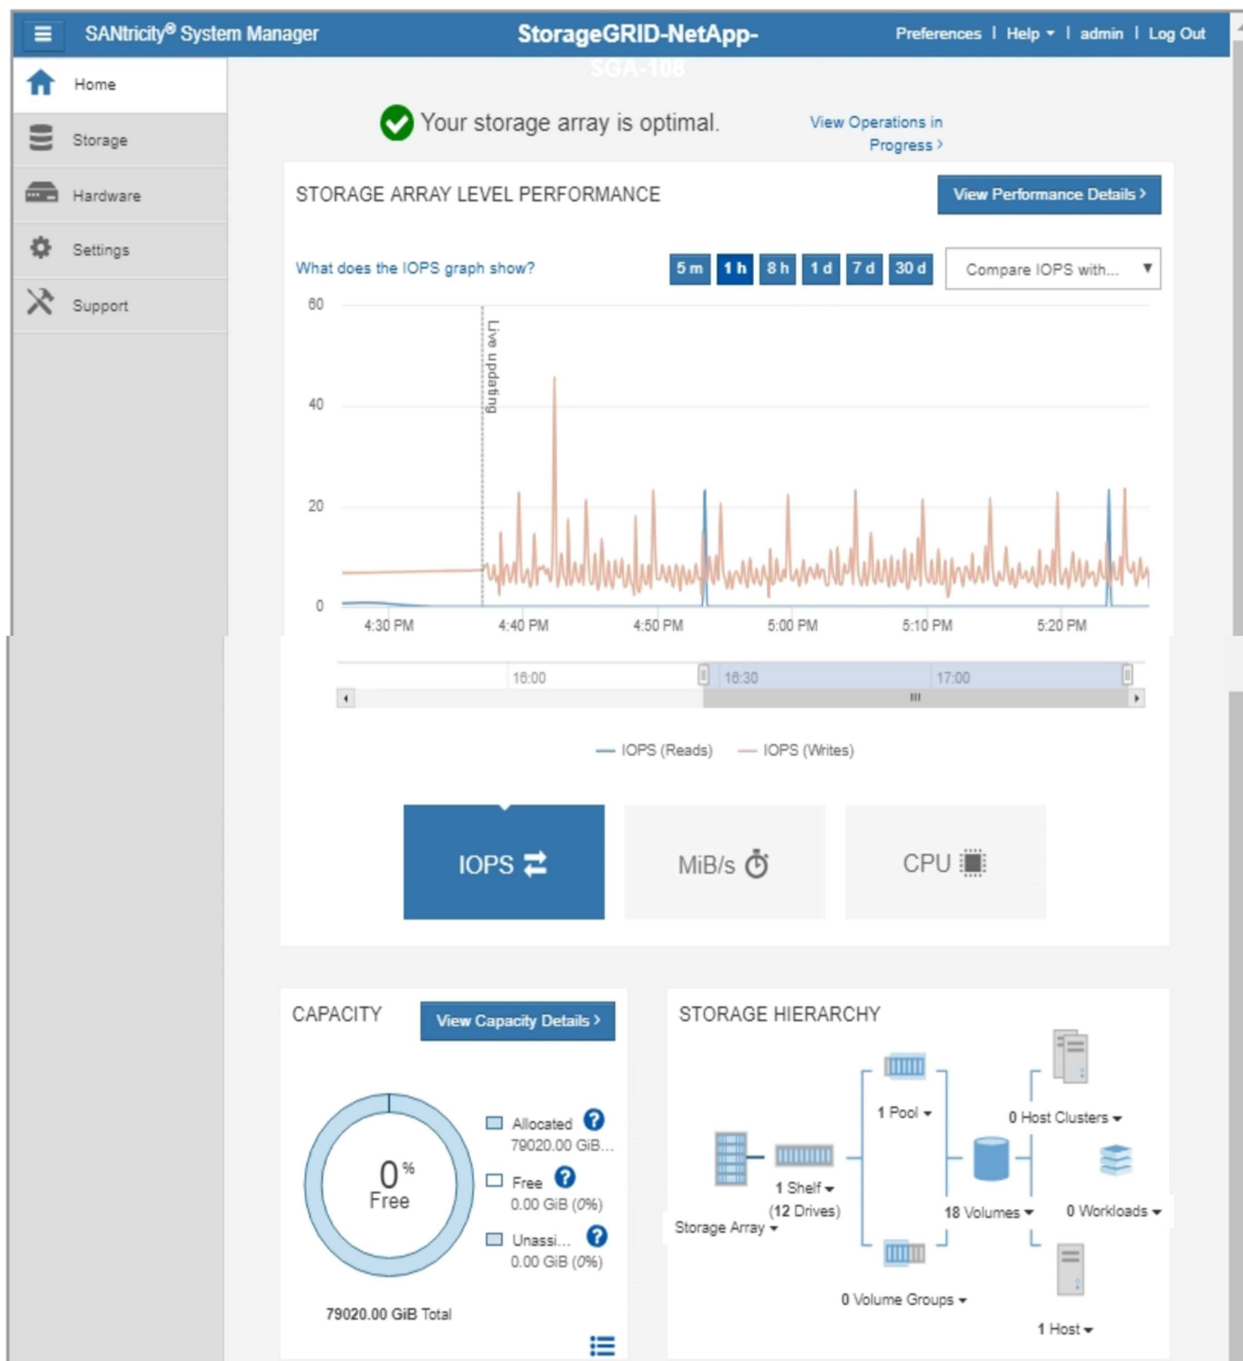 SANtricity® System Manager
StorageGRID-NetApp-
SGA-108
Preferences | Help | admin | Log Out
Home
Storage
Hardware
Settings
Support
Your storage array is optimal.
View Operations in
Progress >
STORAGE ARRAY LEVEL PERFORMANCE
View Performance Details >
What does the IOPS graph show?
5 m 1 h 8 h 1 d 7 d 30 d
Compare IOPS with...
60
40
20
0
Live updating
4:30 PM 4:40 PM 4:50 PM 5:00 PM 5:10 PM 5:20 PM
16:00 16:30 17:00
IOPS (Reads) IOPS (Writes)
IOPS
MiB/s
CPU
CAPACITY
View Capacity Details >
0%
Free
Allocated ?
79020.00 GiB...
Free ?
0.00 GiB (0%)
Unassi... ?
0.00 GiB (0%)
79020.00 GiB Total
STORAGE HIERARCHY
Storage Array
1 Shelf
(12 Drives)
1 Pool
0 Volume Groups
18 Volumes
0 Host Clusters
0 Workloads
1 Host